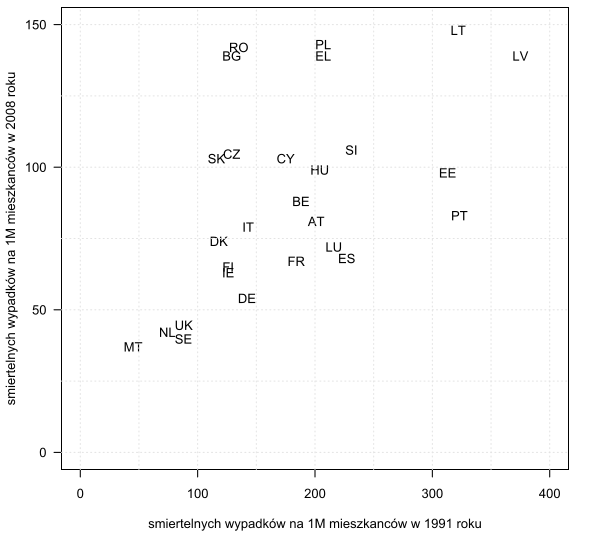 150
LT
RO
PL
BG
EL
LV
SI
SK
CZ
CY
100
HU
EE
BE
AT
PT
IT
DK
LU
FR
ES
FI
IE
DE
50
NL
UK
SE
MT
0
0 100 200 300 400
smiertelnych wypadków na 1M mieszkanców w 2008 roku
smiertelnych wypadków na 1M mieszkanców w 1991 roku